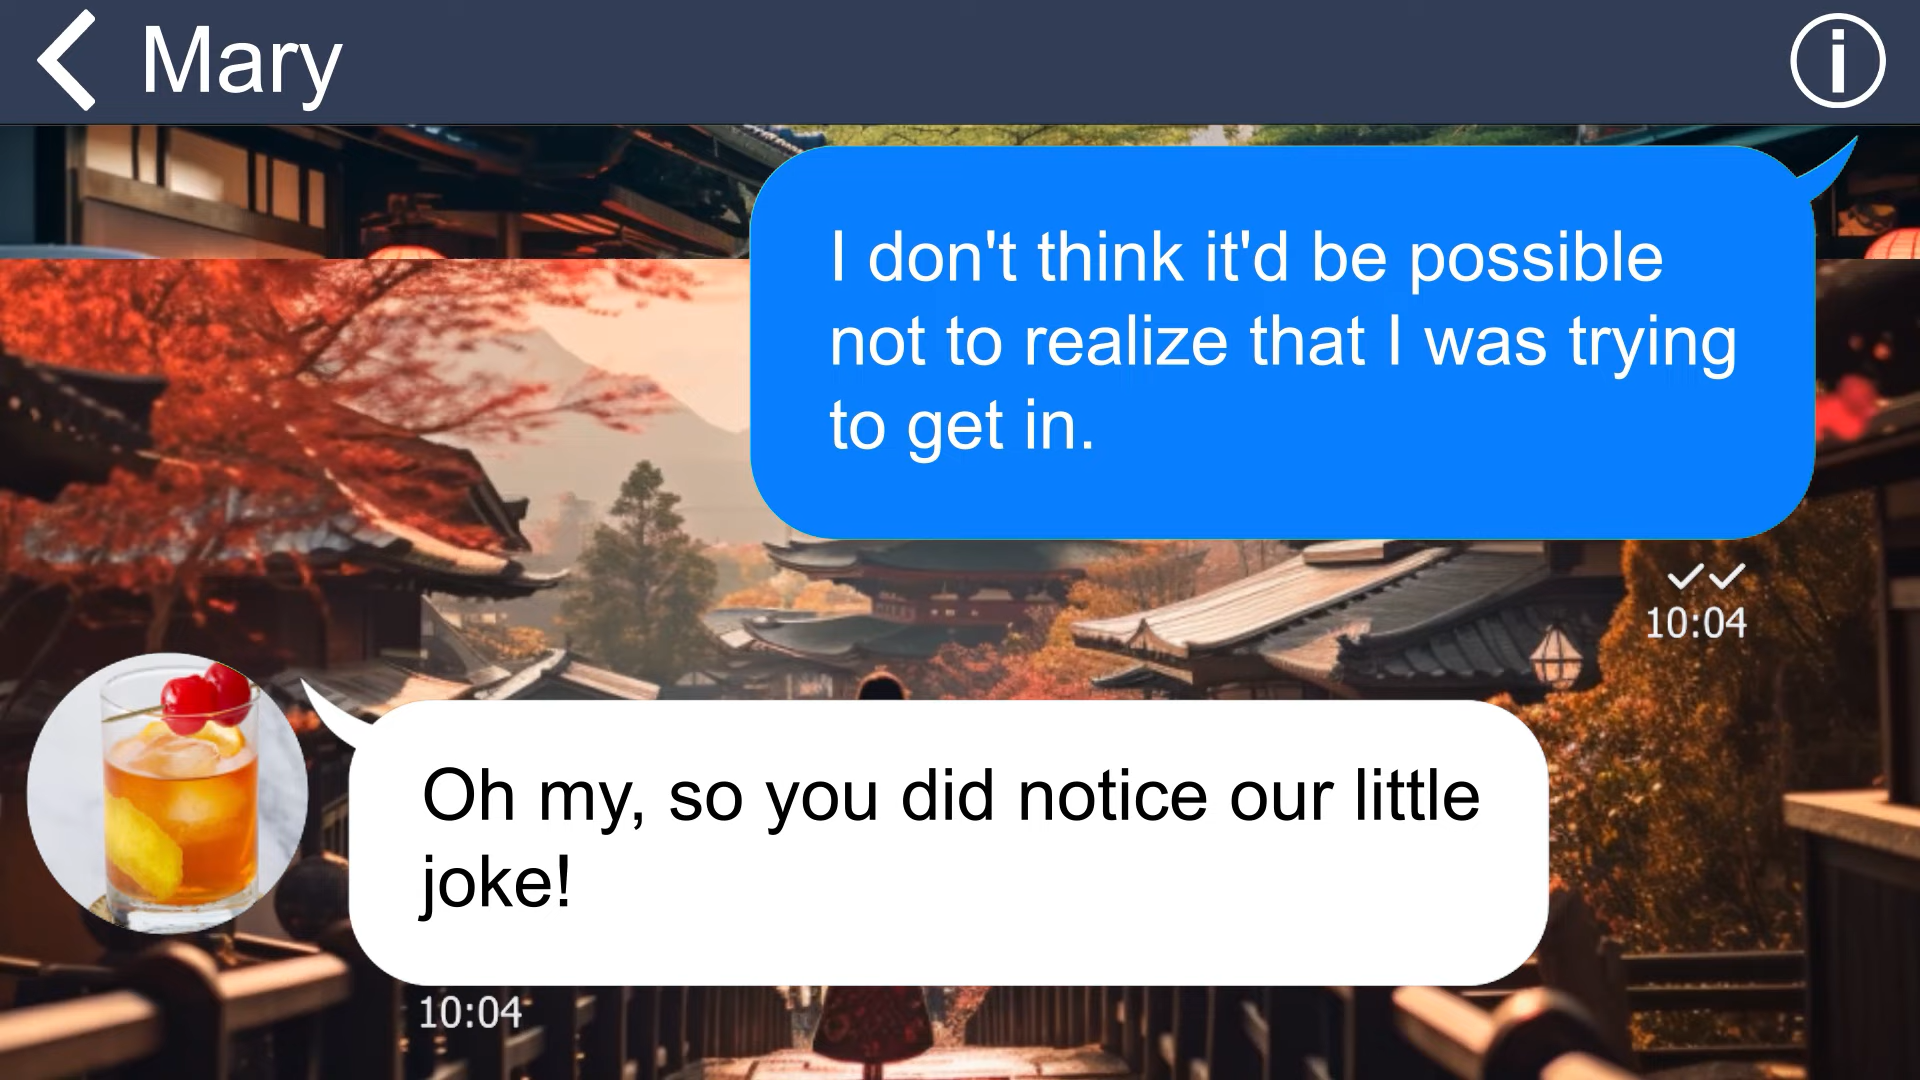 Mary
I don't think it'd be possible
not to realize that I was trying
to get in.
10:04
Oh my, so you did notice our little
joke!
10:04